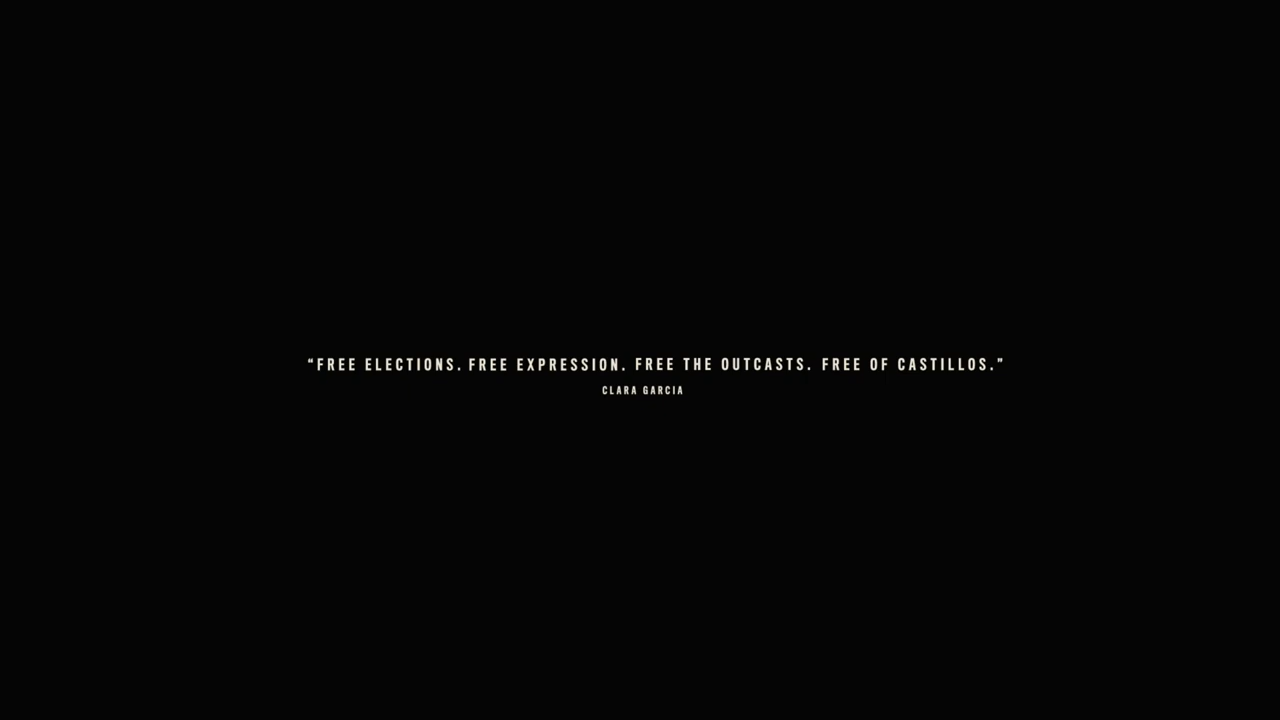 “FREE ELECTIONS. FREE EXPRESSION. FREE THE OUTCASTS. FREE OF CASTILLOS.”
CLARA GARCIA